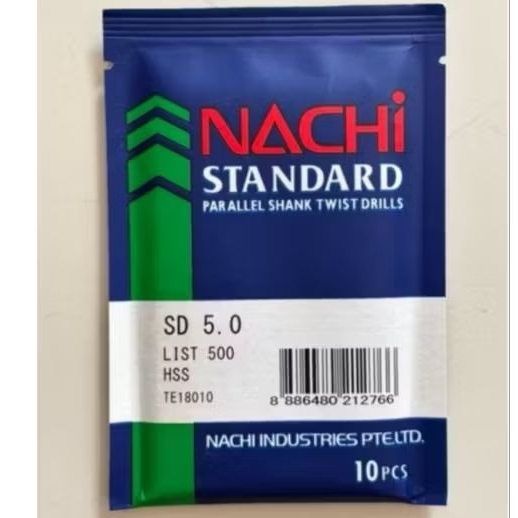 NACHi
STANDARD
PARALLEL SHANK TWIST DRILLS
SD 5.0
LIST 500
HSS
TE18010
8 886480 212766
NACHI INDUSTRIES PTE.LTD.
10PCS